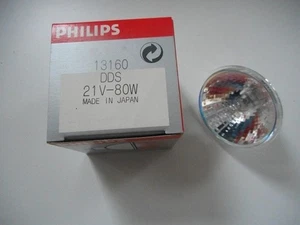 PHILIPS
13160
DDS
21V-80W
MADE IN JAPAN